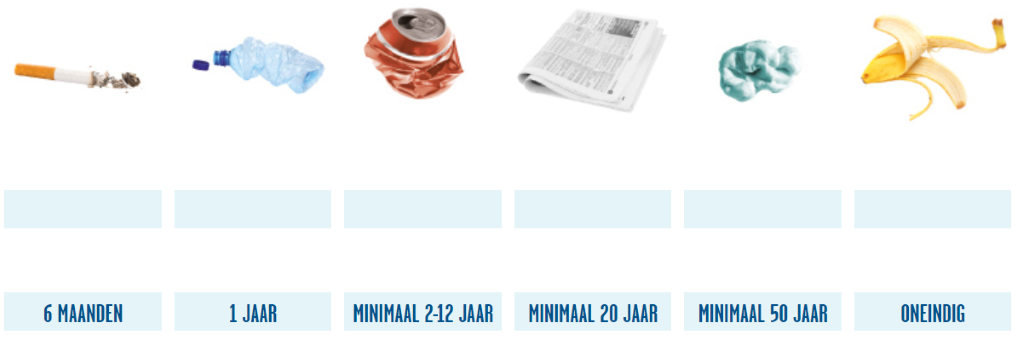 6 MAANDEN
1 JAAR
MINIMAAL 2-12 JAAR
MINIMAAL 20 JAAR
MINIMAAL 50 JAAR
ONEINDIG